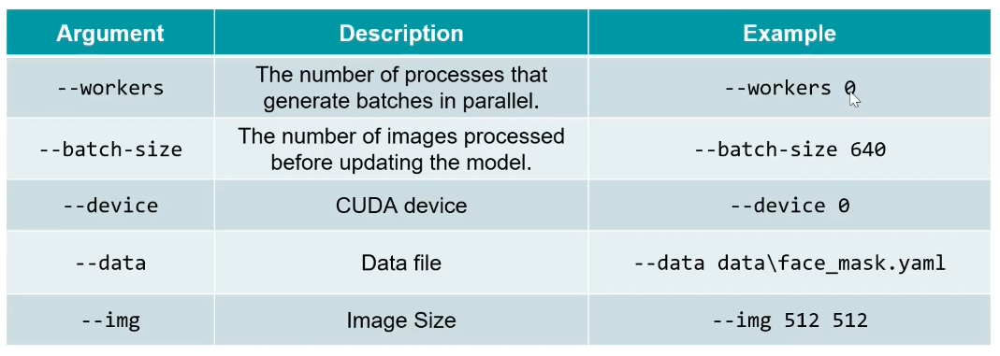 Argument Description Example
--workers The number of processes that generate batches in parallel. --workers 0
--batch-size The number of images processed before updating the model. --batch-size 640
--device CUDA device --device 0
--data Data file --data data\face_mask.yaml
--img Image Size --img 512 512